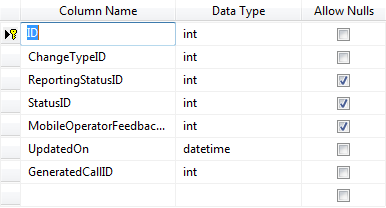 Column Name Data Type Allow Nulls
ID int
ChangeTypeID int
ReportingStatusID int
StatusID int
MobileOperatorFeedbac... int
UpdatedOn datetime
GeneratedCallID int